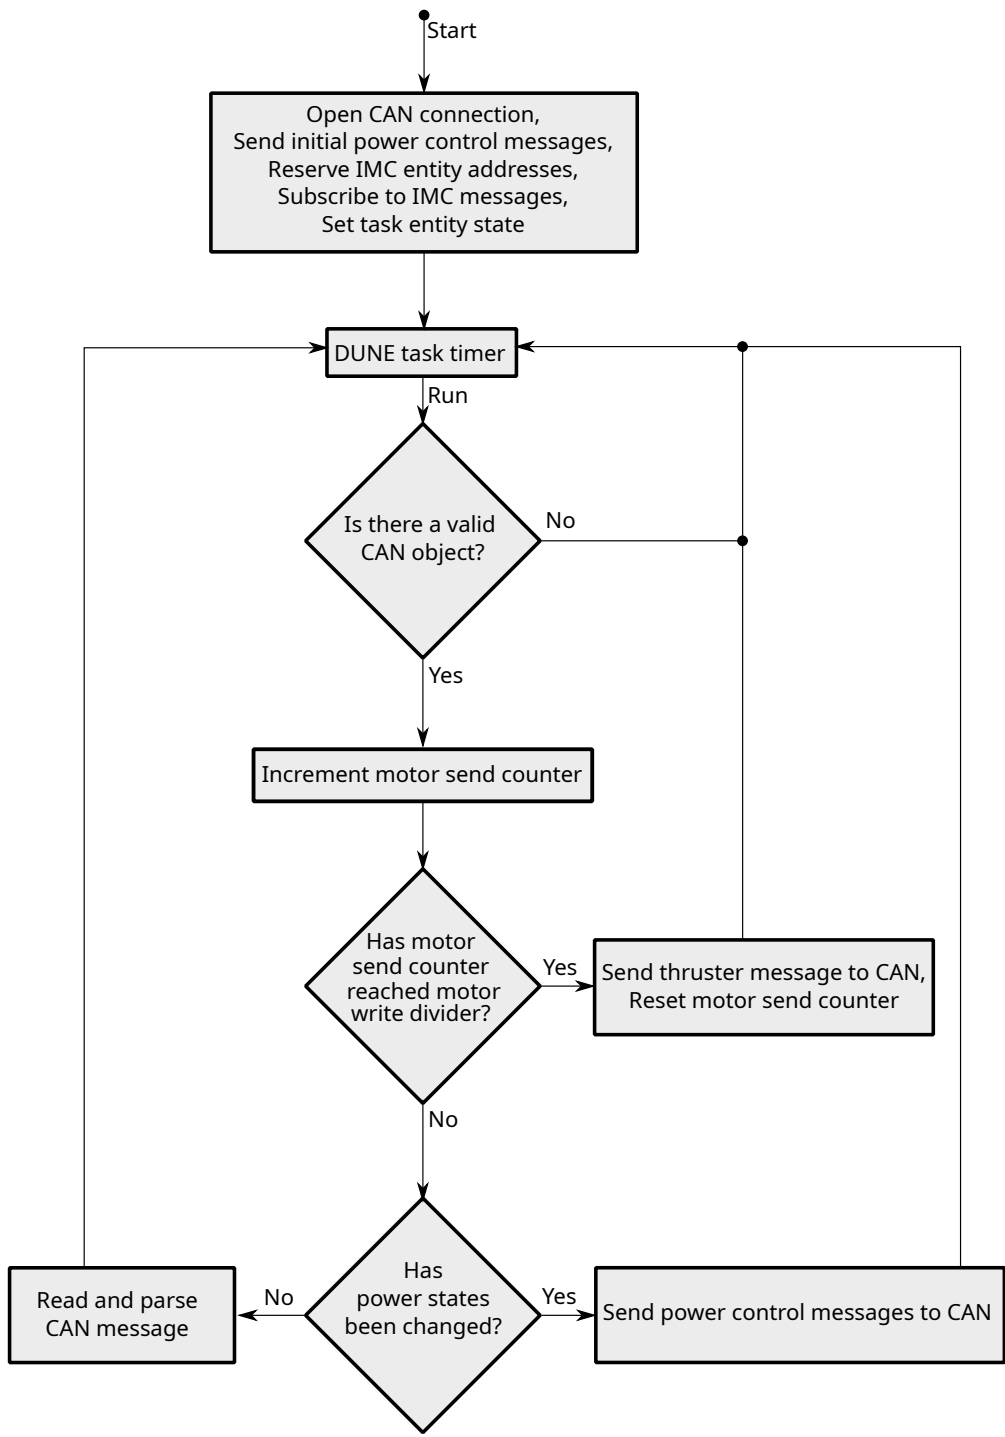 Start
Open CAN connection,
Send initial power control messages,
Reserve IMC entity addresses,
Subscribe to IMC messages,
Set task entity state
DUNE task timer
Run
Is there a valid
CAN object?
No
Yes
Increment motor send counter
Has motor
send counter
reached motor
write divider?
Yes
Send thruster message to CAN,
Reset motor send counter
No
Has
power states
been changed?
No
Read and parse
CAN message
Yes
Send power control messages to CAN